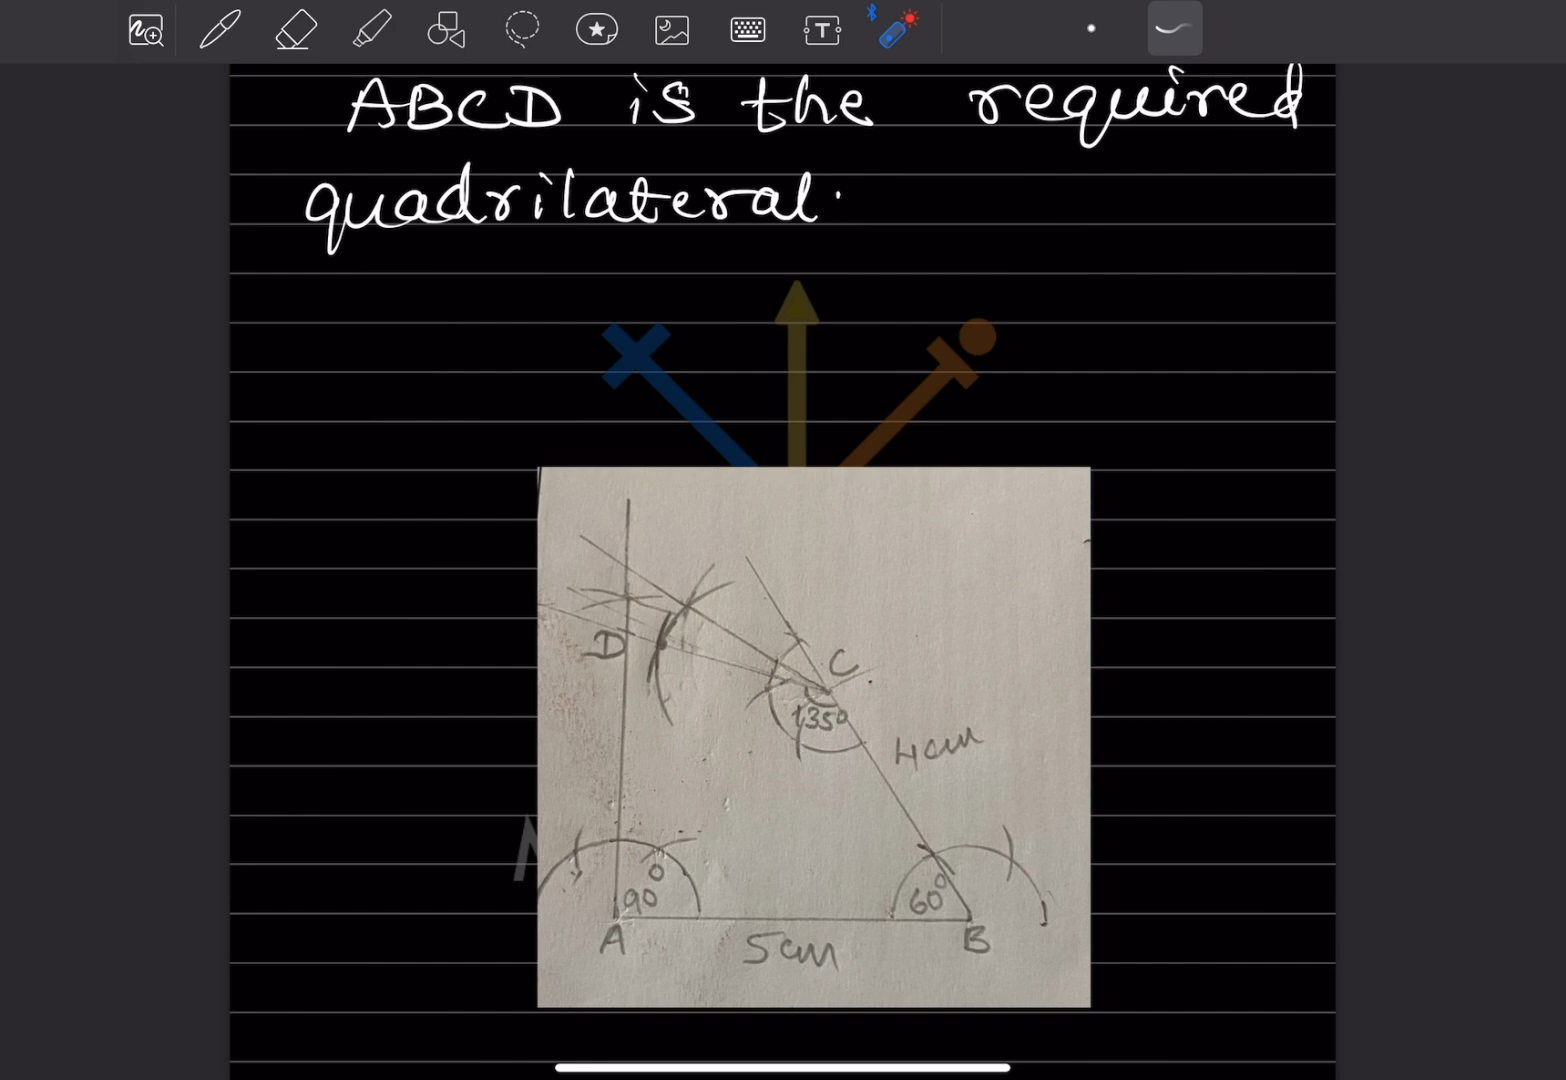 ABCD is the required
quadrilateral.
D
C
135°
4cm
90°
60°
A
5cm
B